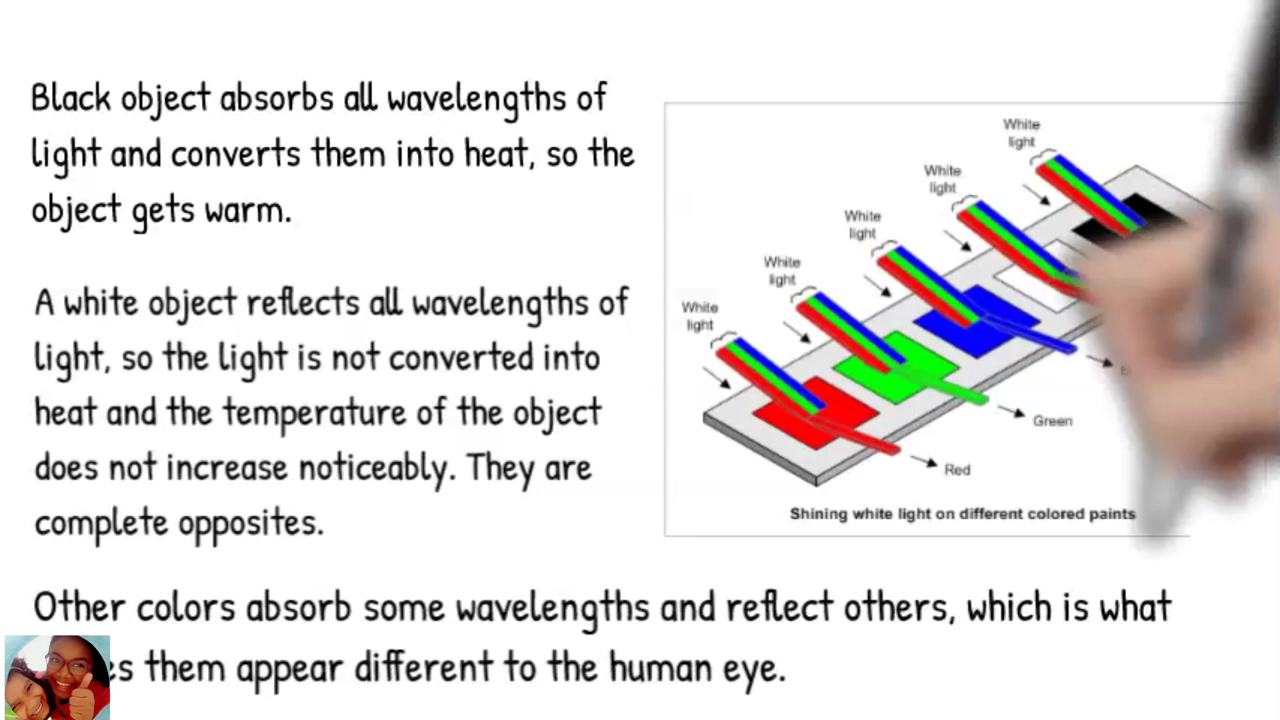 Black object absorbs all wavelengths of
light and converts them into heat, so the
object gets warm.
A white object reflects all wavelengths of
light, so the light is not converted into
heat and the temperature of the object
does not increase noticeably. They are
complete opposites.
White
light
White
light
White
light
White
light
White
light
Green
Red
Shining white light on different colored paints
Other colors absorb some wavelengths and reflect others, which is what
them appear different to the human eye.